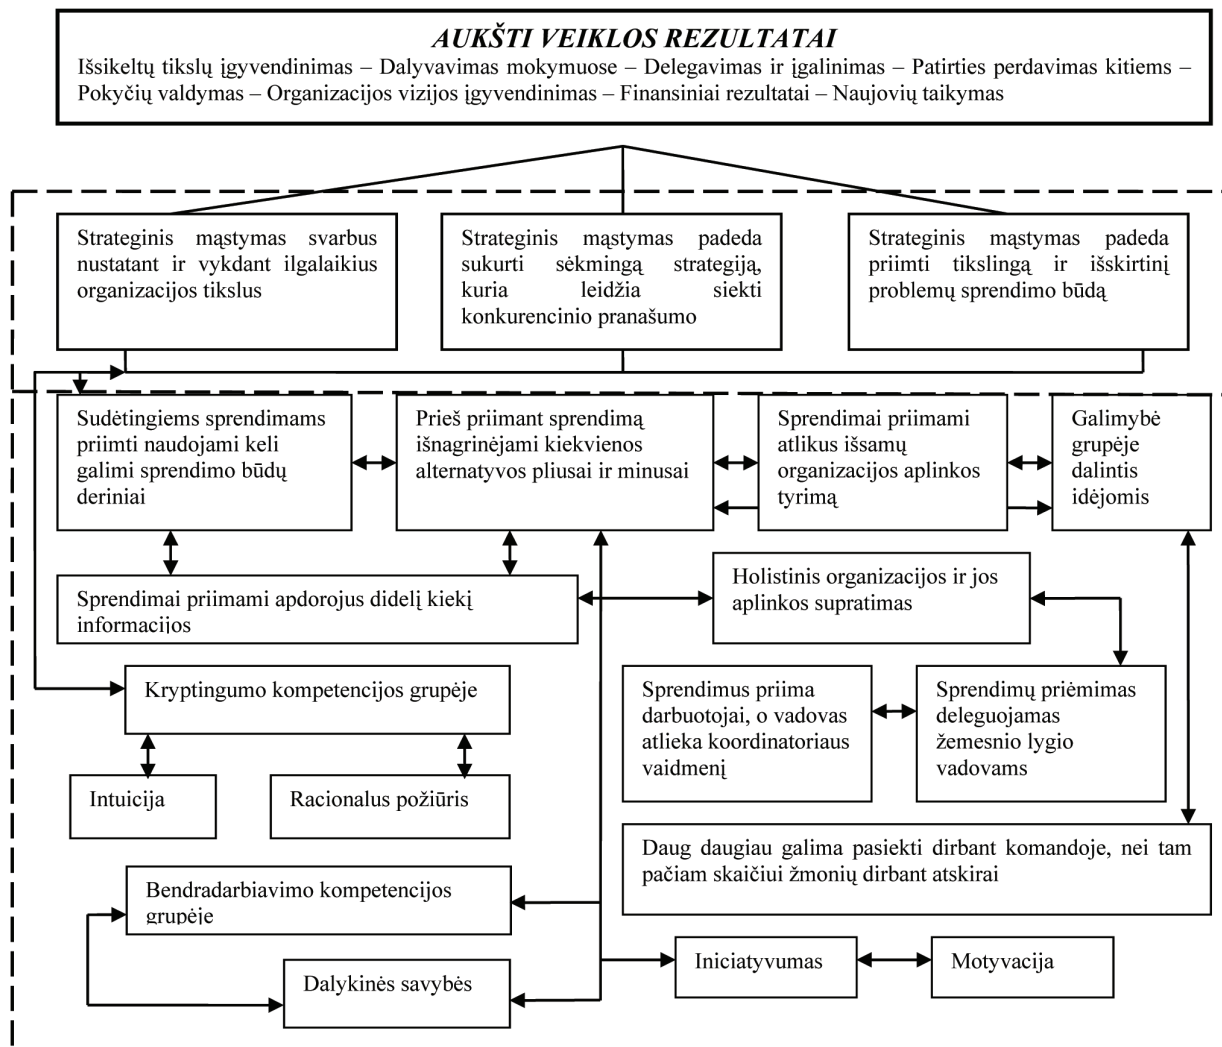 AUKŠTI VEIKLOS REZULTATAI
Išsikeltų tikslų įgyvendinimas – Dalyvavimas mokymuose – Delegavimas ir įgalinimas – Patirties perdavimas kitiems –
Pokyčių valdymas – Organizacijos vizijos įgyvendinimas – Finansiniai rezultatai – Naujovių taikymas
Strateginis mąstymas svarbus
nustatant ir vykdant ilgalaikius
organizacijos tikslus
Strateginis mąstymas padeda
sukurti sėkmingą strategiją,
kuria leidžia siekti
konkurencinio pranašumo
Strateginis mąstymas padeda
priimti tikslingą ir išskirtinį
problemų sprendimo būdą
Sudėtingiems sprendimams
priimti naudojami keli
galimi sprendimo būdų
deriniai
Prieš priimant sprendimą
išnagrinėjami kiekvienos
alternatyvos pliusai ir minusai
Sprendimai priimami
atlikus išsamų
organizacijos aplinkos
tyrimą
Galimybė
grupėje
dalintis
idėjomis
Sprendimai priimami apdorojus didelį kiekį
informacijos
Holistinis organizacijos ir jos
aplinkos supratimas
Kryptingumo kompetencijos grupėje
Sprendimus priima
darbuotojai, o vadovas
atlieka koordinatoriaus
vaidmenį
Sprendimų priėmimas
deleguojamas
žemesnio lygio
vadovams
Intuicija
Racionalus požiūris
Daug daugiau galima pasiekti dirbant komandoje, nei tam
pačiam skaičiui žmonių dirbant atskirai
Bendradarbiavimo kompetencijos
grupėje
Iniciatyvumas
Motyvacija
Dalykinės savybės